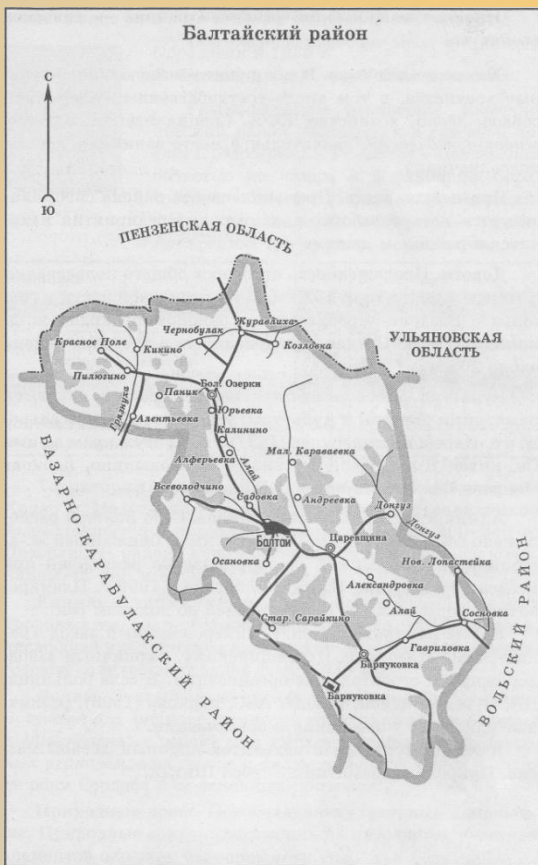 Балтайский район
С
Ю
ПЕНЗЕНСКАЯ ОБЛАСТЬ
УЛЬЯНОВСКАЯ
ОБЛАСТЬ
Журавлиха
Чернобулак
Козловка
Красное Поле
Кикино
Пилюгино
Бол. Озерки
Паник
Юрьевка
Грязнуха
Алентьевка
Калинино
Мал. Караваевка
Алферьевка
Алай
Всеволодчино
Садовка
Андреевка
Донгуз
Донгуз
Балтай
Царевщина
Осановка
Нов. Лопастейка
Александровка
Алай
Сосновка
Стар. Сарайкино
Гавриловка
Барнуковка
Барнуковка
БАЗАРНО-КАРАБУЛАКСКИЙ РАЙОН
ВОЛЬСКИЙ РАЙОН